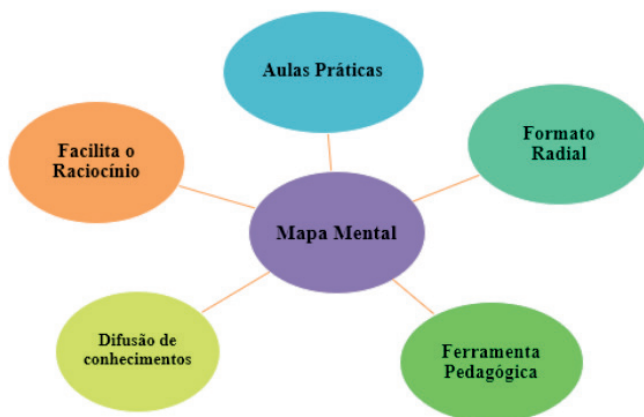 Aulas Práticas
Facilita o
Raciocínio
Formato
Radial
Mapa Mental
Difusão de
conhecimentos
Ferramenta
Pedagógica